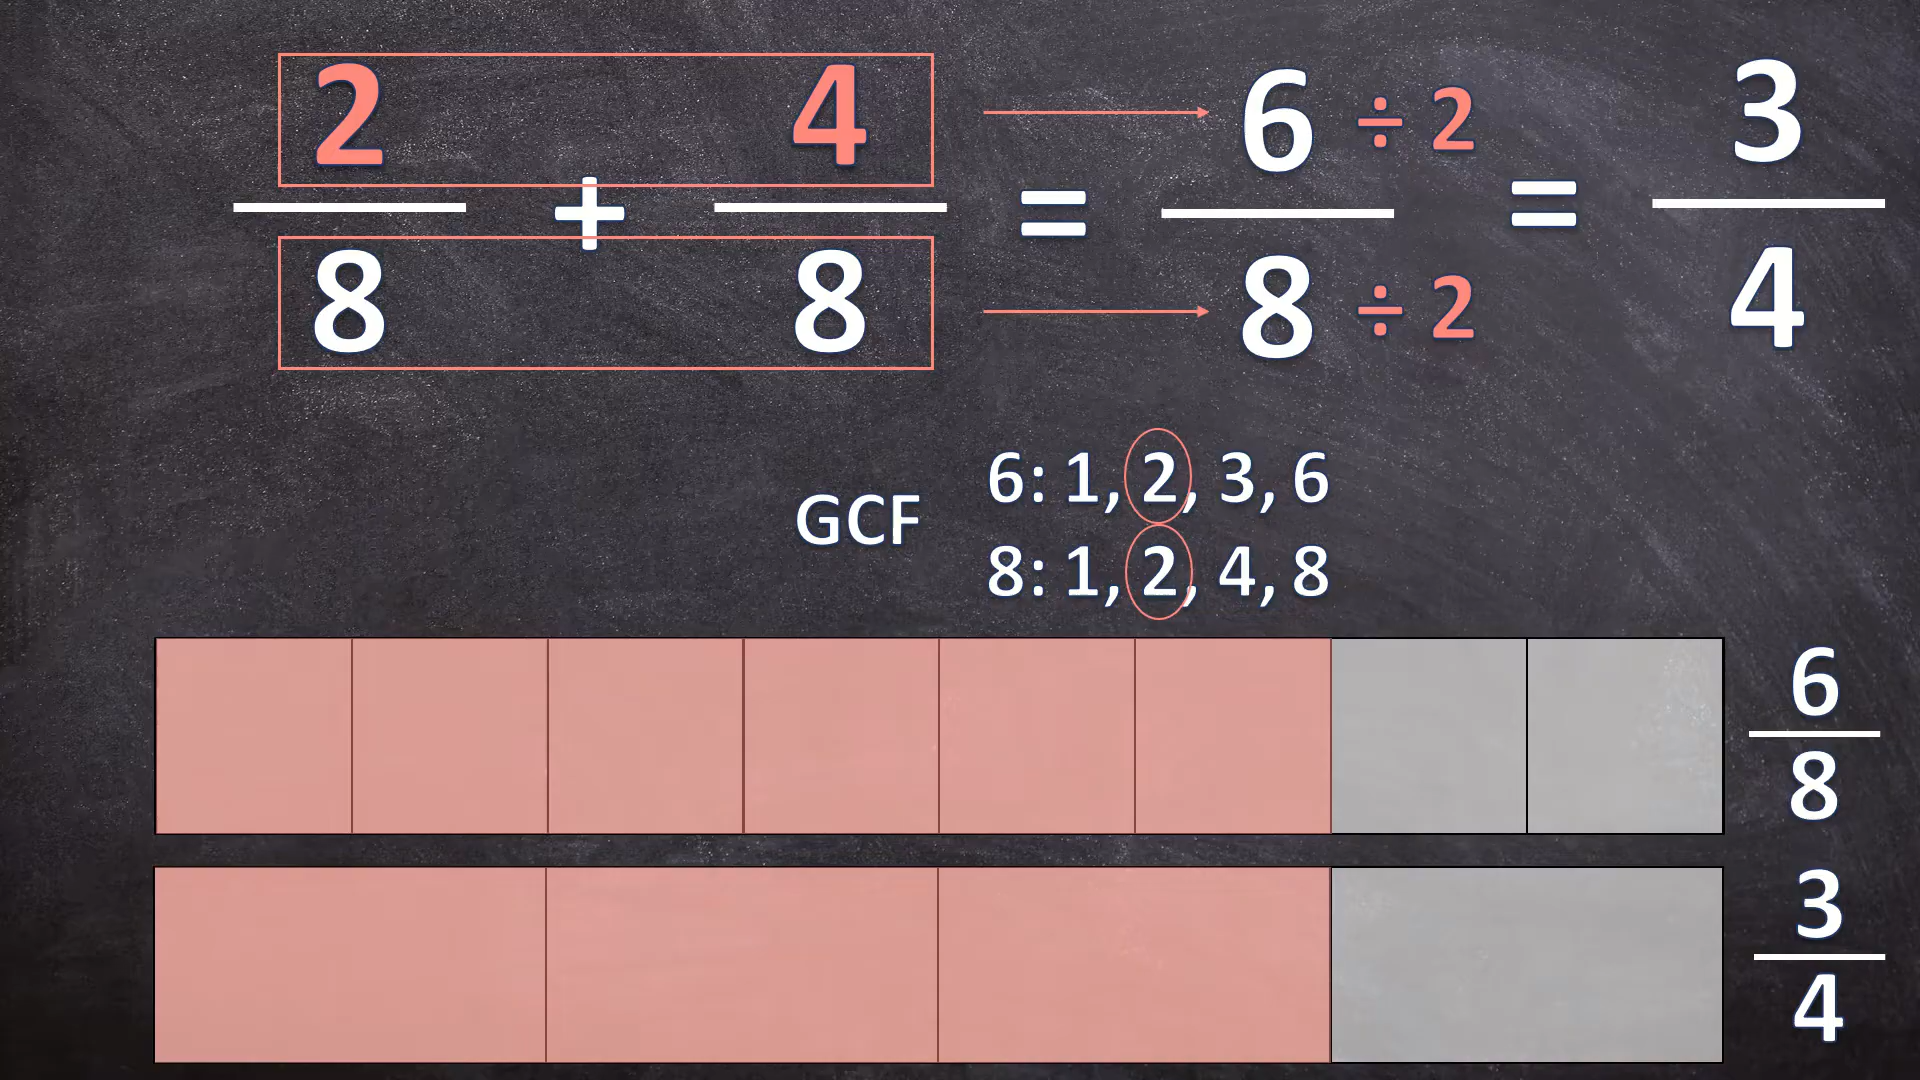 2 4 6 ÷ 2 3
+ = =
8 8 8 ÷ 2 4
6: 1, 2, 3, 6
GCF
8: 1, 2, 4, 8
6
8
3
4